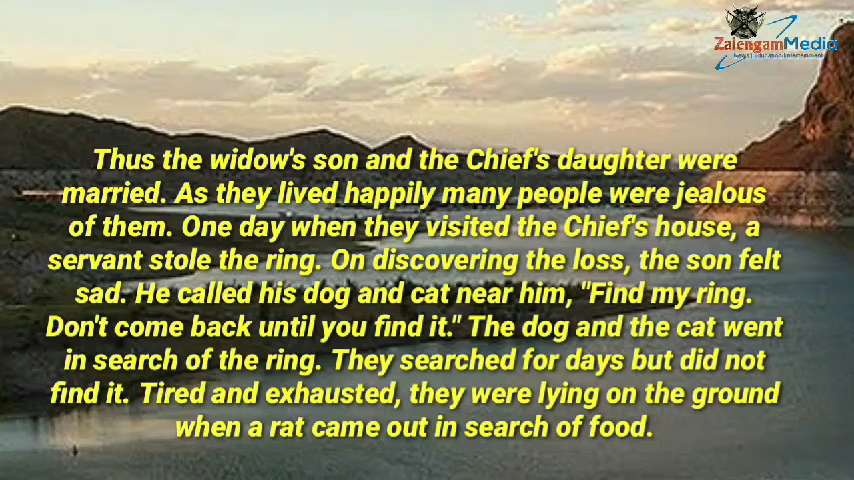 ZalengamMedia
Thus the widow's son and the Chief's daughter were
married. As they lived happily many people were jealous
of them. One day when they visited the Chief's house, a
servant stole the ring. On discovering the loss, the son felt
sad. He called his dog and cat near him, "Find my ring.
Don't come back until you find it." The dog and the cat went
in search of the ring. They searched for days but did not
find it. Tired and exhausted, they were lying on the ground
when a rat came out in search of food.